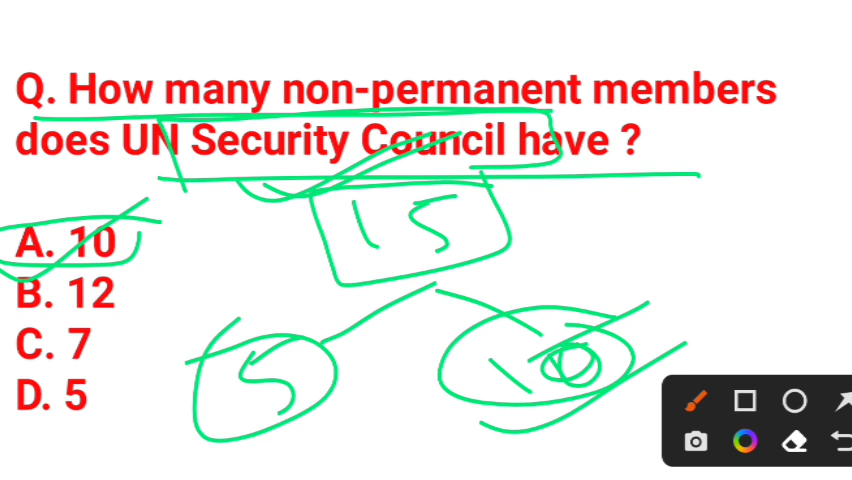 Q. How many non-permanent members
does UN Security Council have ?
15
A. 10
B. 12
C. 7
D. 5
5
10